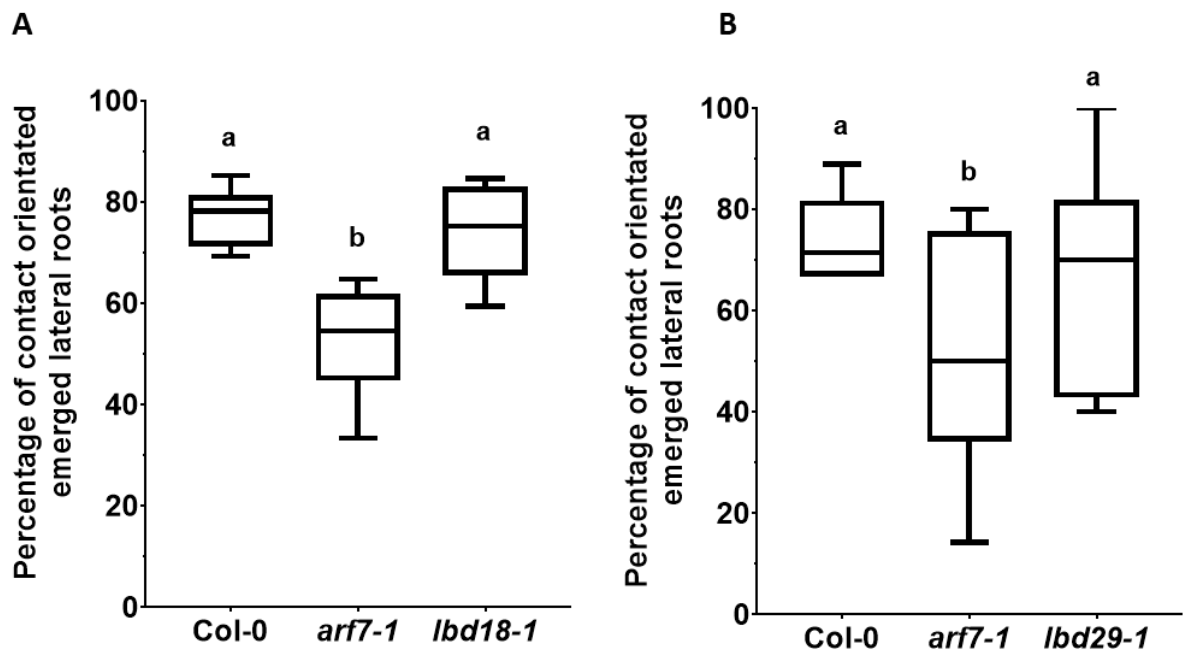 A
Percentage of contact orientated
emerged lateral roots
100
80
60
40
20
0
a
b
a
Col-0
arf7-1
lbd18-1
B
Percentage of contact orientated
emerged lateral roots
100
80
60
40
20
0
a
b
a
Col-0
arf7-1
lbd29-1